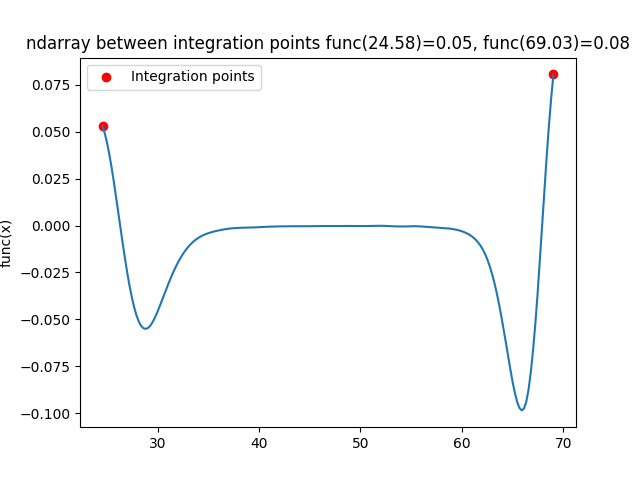 ndarray between integration points func(24.58)=0.05, func(69.03)=0.08
Integration points
0.075
0.050
0.025
0.000
−0.025
−0.050
−0.075
−0.100
func(x)
30 40 50 60 70